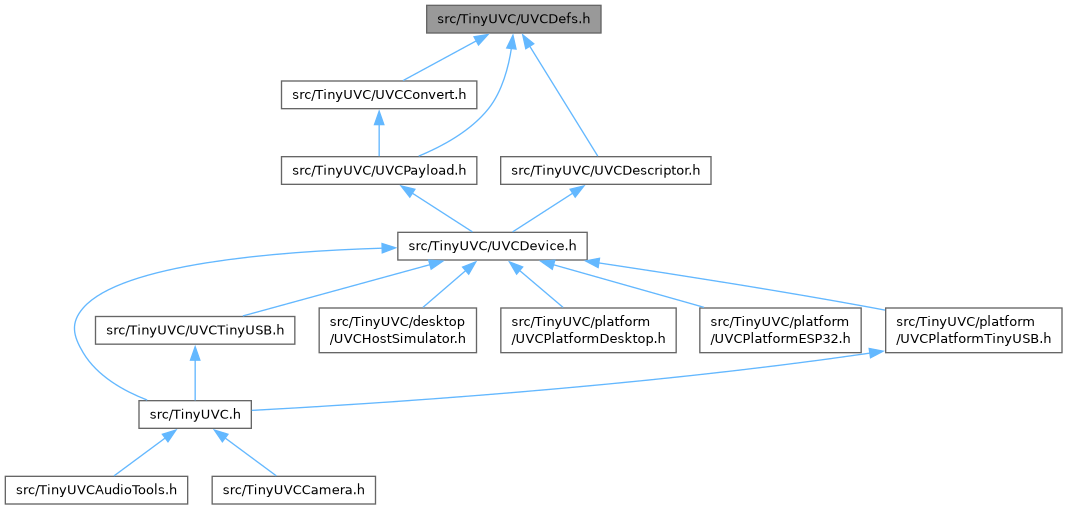 src/TinyUVC/UVCDefs.h
src/TinyUVC/UVCConvert.h
src/TinyUVC/UVCPayload.h
src/TinyUVC/UVCDescriptor.h
src/TinyUVC/UVCDevice.h
src/TinyUVC/UVCTinyUSB.h
src/TinyUVC/desktop
/UVCHostSimulator.h
src/TinyUVC/platform
/UVCPlatformDesktop.h
src/TinyUVC/platform
/UVCPlatformESP32.h
src/TinyUVC/platform
/UVCPlatformTinyUSB.h
src/TinyUVC.h
src/TinyUVCAudioTools.h
src/TinyUVCCamera.h